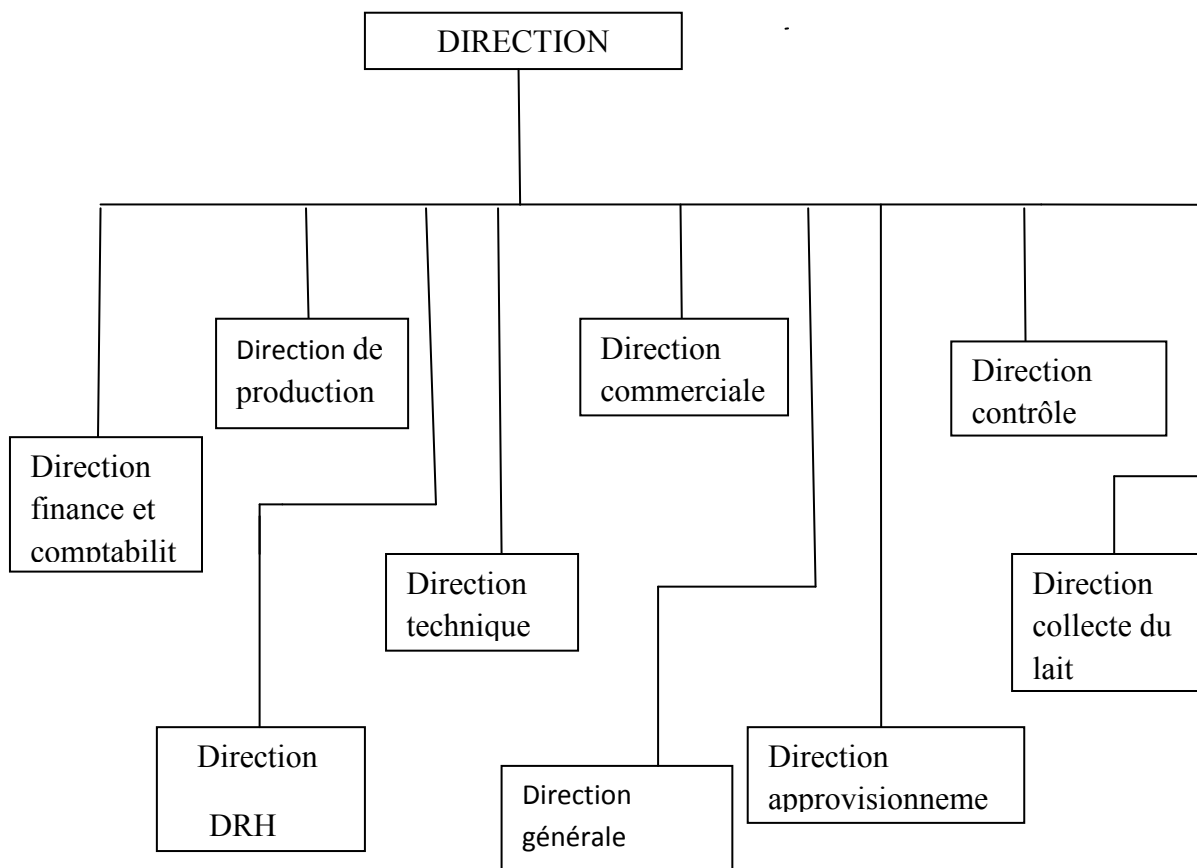 DIRECTION
Direction de
production
Direction
commerciale
Direction
contrôle
Direction
finance et
comptabilit
Direction
technique
Direction
collecte du
lait
Direction
DRH
Direction
générale
Direction
approvisionneme